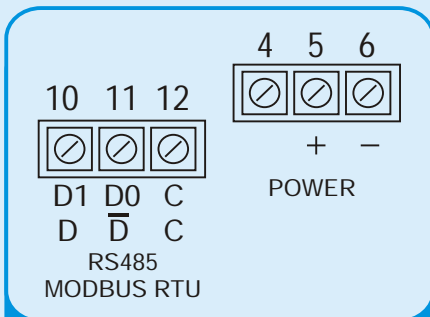 4 5 6
10 11 12
+ −
D1 D0 C
POWER
D D̅ C
RS485
MODBUS RTU